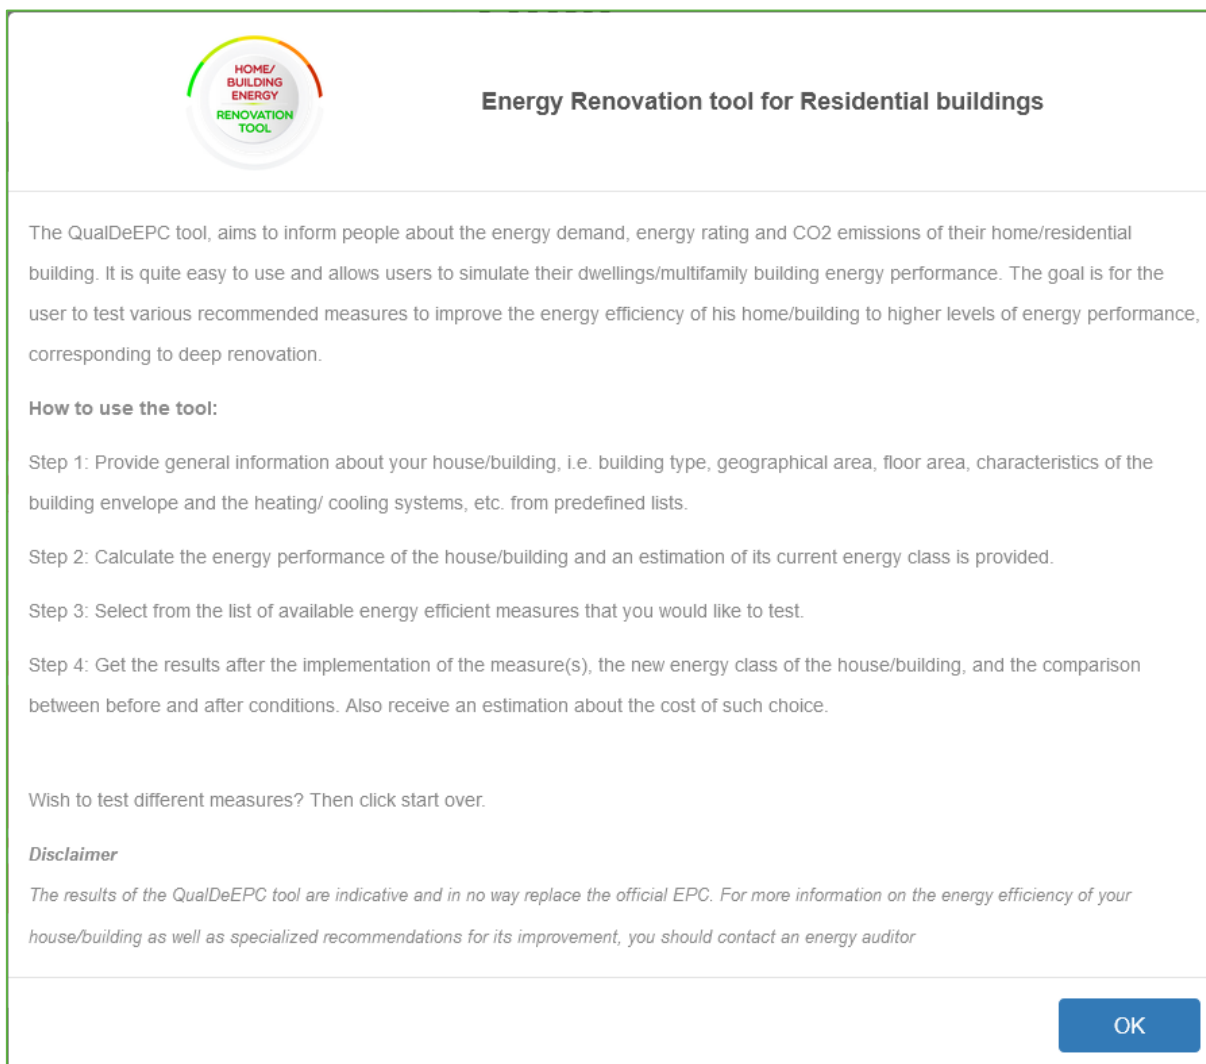 HOME/
BUILDING
ENERGY
RENOVATION
TOOL
Energy Renovation tool for Residential buildings
The QualDeEPC tool, aims to inform people about the energy demand, energy rating and CO2 emissions of their home/residential
building. It is quite easy to use and allows users to simulate their dwellings/multifamily building energy performance. The goal is for the
user to test various recommended measures to improve the energy efficiency of his home/building to higher levels of energy performance,
corresponding to deep renovation.
How to use the tool:
Step 1: Provide general information about your house/building, i.e. building type, geographical area, floor area, characteristics of the
building envelope and the heating/ cooling systems, etc. from predefined lists.
Step 2: Calculate the energy performance of the house/building and an estimation of its current energy class is provided.
Step 3: Select from the list of available energy efficient measures that you would like to test.
Step 4: Get the results after the implementation of the measure(s), the new energy class of the house/building, and the comparison
between before and after conditions. Also receive an estimation about the cost of such choice.
Wish to test different measures? Then click start over.
Disclaimer
The results of the QualDeEPC tool are indicative and in no way replace the official EPC. For more information on the energy efficiency of your
house/building as well as specialized recommendations for its improvement, you should contact an energy auditor
OK